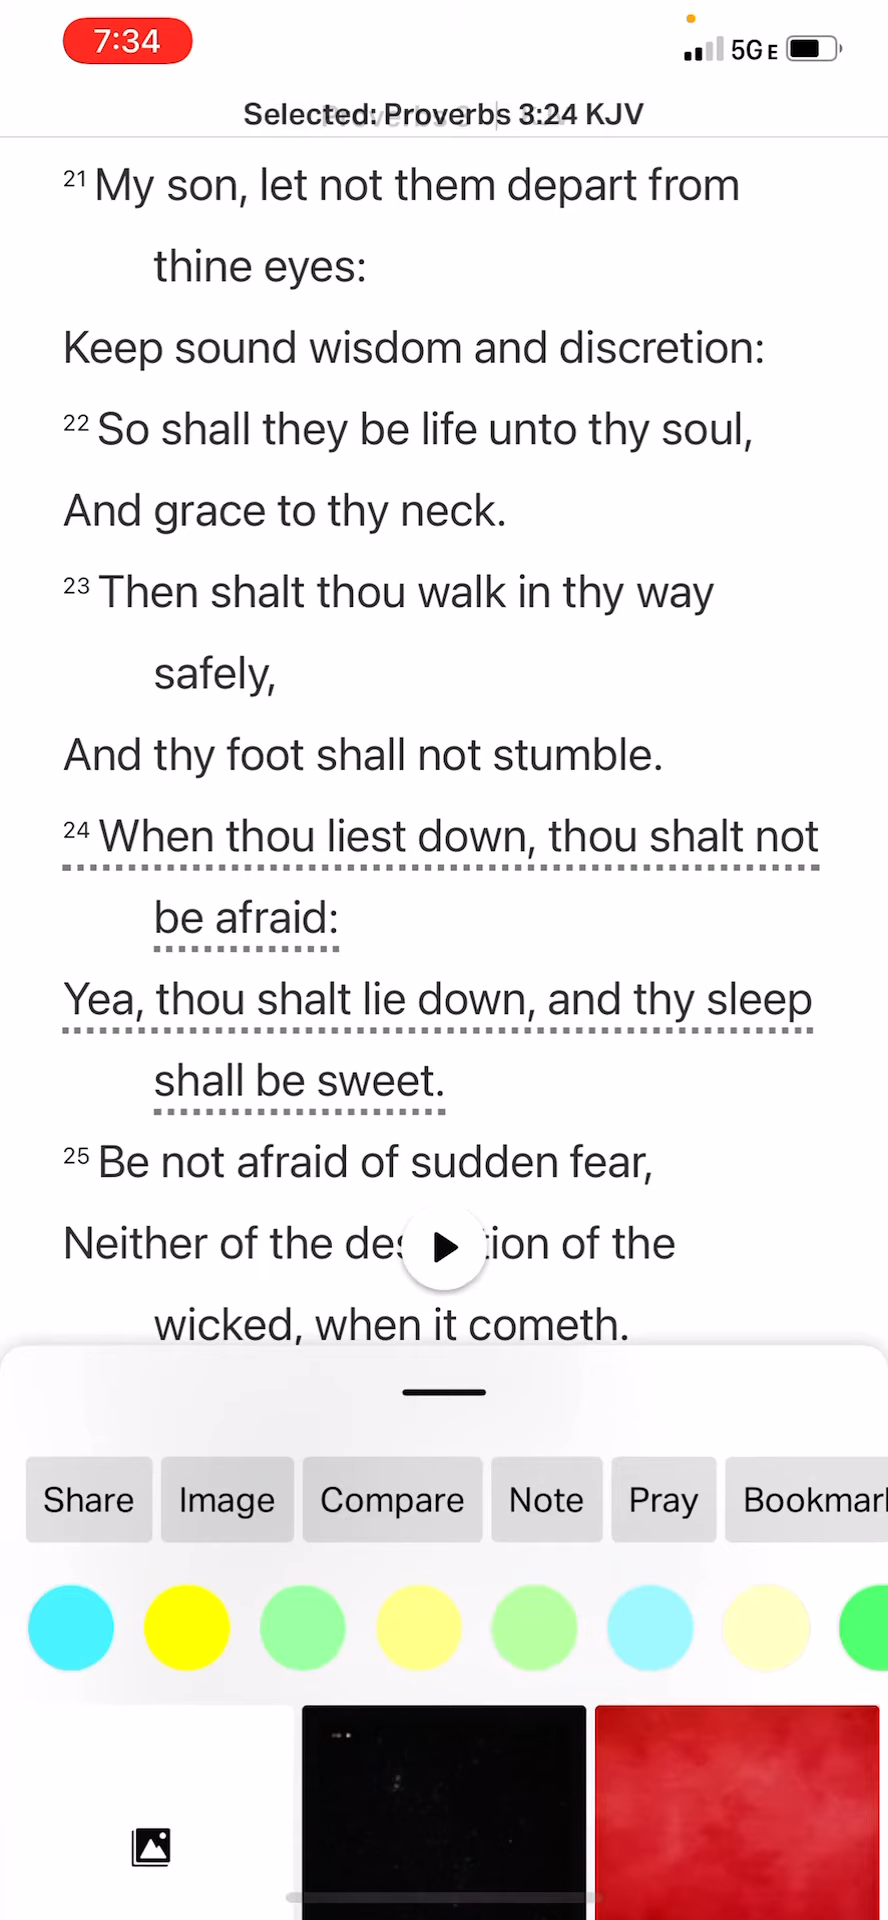 7:34
5G E
Selected: Proverbs 3:24 KJV
21 My son, let not them depart from
thine eyes:
Keep sound wisdom and discretion:
22 So shall they be life unto thy soul,
And grace to thy neck.
23 Then shalt thou walk in thy way
safely,
And thy foot shall not stumble.
24 When thou liest down, thou shalt not
be afraid:
Yea, thou shalt lie down, and thy sleep
shall be sweet.
25 Be not afraid of sudden fear,
Neither of the des tion of the
wicked, when it cometh.
Share Image Compare Note Pray Bookmark